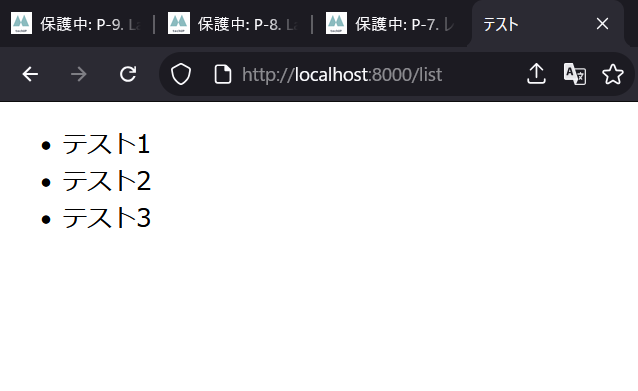 保護中: P-9. L
保護中: P-8. L
保護中: P-7. レ
テスト
http://localhost:8000/list
テスト1
テスト2
テスト3